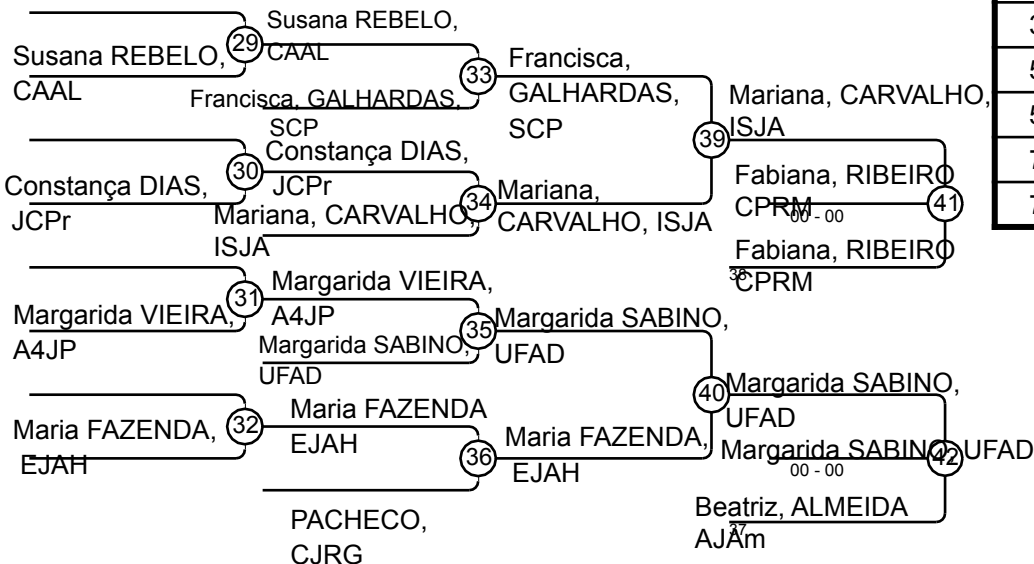 Susana REBELO,
CAAL
29
Susana REBELO,
CAAL
Francisca, GALHARDAS,
SCP
33
Francisca,
GALHARDAS,
SCP
Constança DIAS,
JCPr
30
Constança DIAS,
JCPr
Mariana, CARVALHO,
ISJA
34
Mariana,
CARVALHO, ISJA
39
Mariana, CARVALHO,
ISJA
Fabiana, RIBEIRO
CPRM
00 - 00
41
Fabiana, RIBEIRO
38
CPRM
Margarida VIEIRA,
A4JP
31
Margarida VIEIRA,
A4JP
Margarida SABINO,
UFAD
35
Margarida SABINO,
UFAD
Maria FAZENDA,
EJAH
32
Maria FAZENDA
EJAH
PACHECO,
CJRG
36
Maria FAZENDA,
EJAH
40
Margarida SABINO,
UFAD
Margarida SABINO, UFAD
00 - 00
42
Beatriz, ALMEIDA
37
AJAm